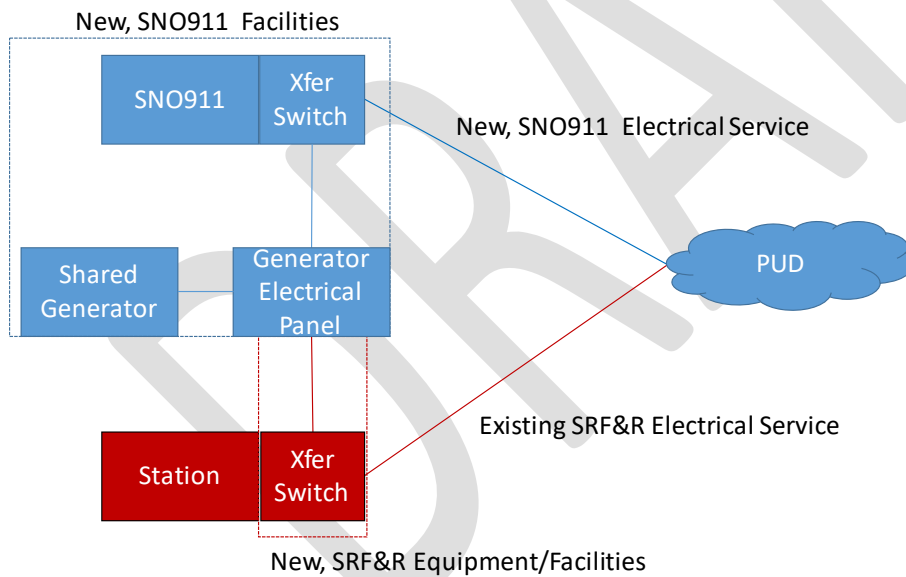 New, SNO911 Facilities
SNO911
Xfer
Switch
New, SNO911 Electrical Service
Shared
Generator
Generator
Electrical
Panel
PUD
Existing SRF&R Electrical Service
Station
Xfer
Switch
New, SRF&R Equipment/Facilities
DRA